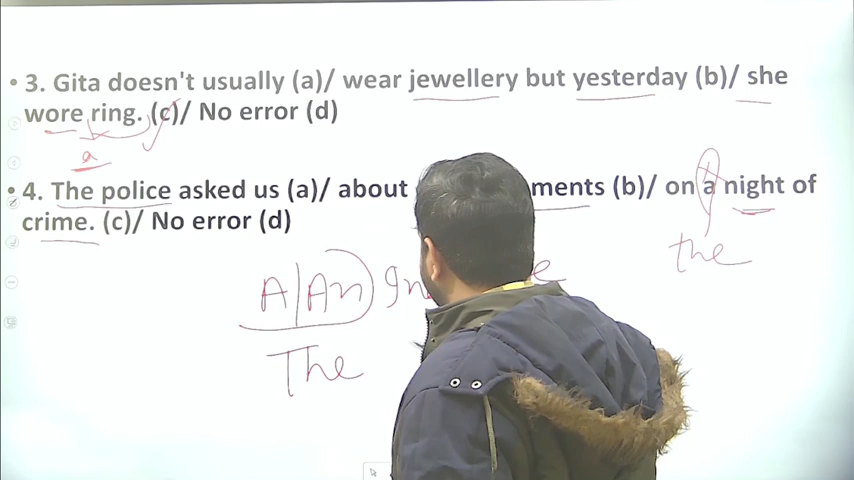 • 3. Gita doesn't usually (a)/ wear jewellery but yesterday (b)/ she
wore ring. (c)/ No error (d)
a
• 4. The police asked us (a)/ about ments (b)/ on a night of
crime. (c)/ No error (d)
the
A/An
The